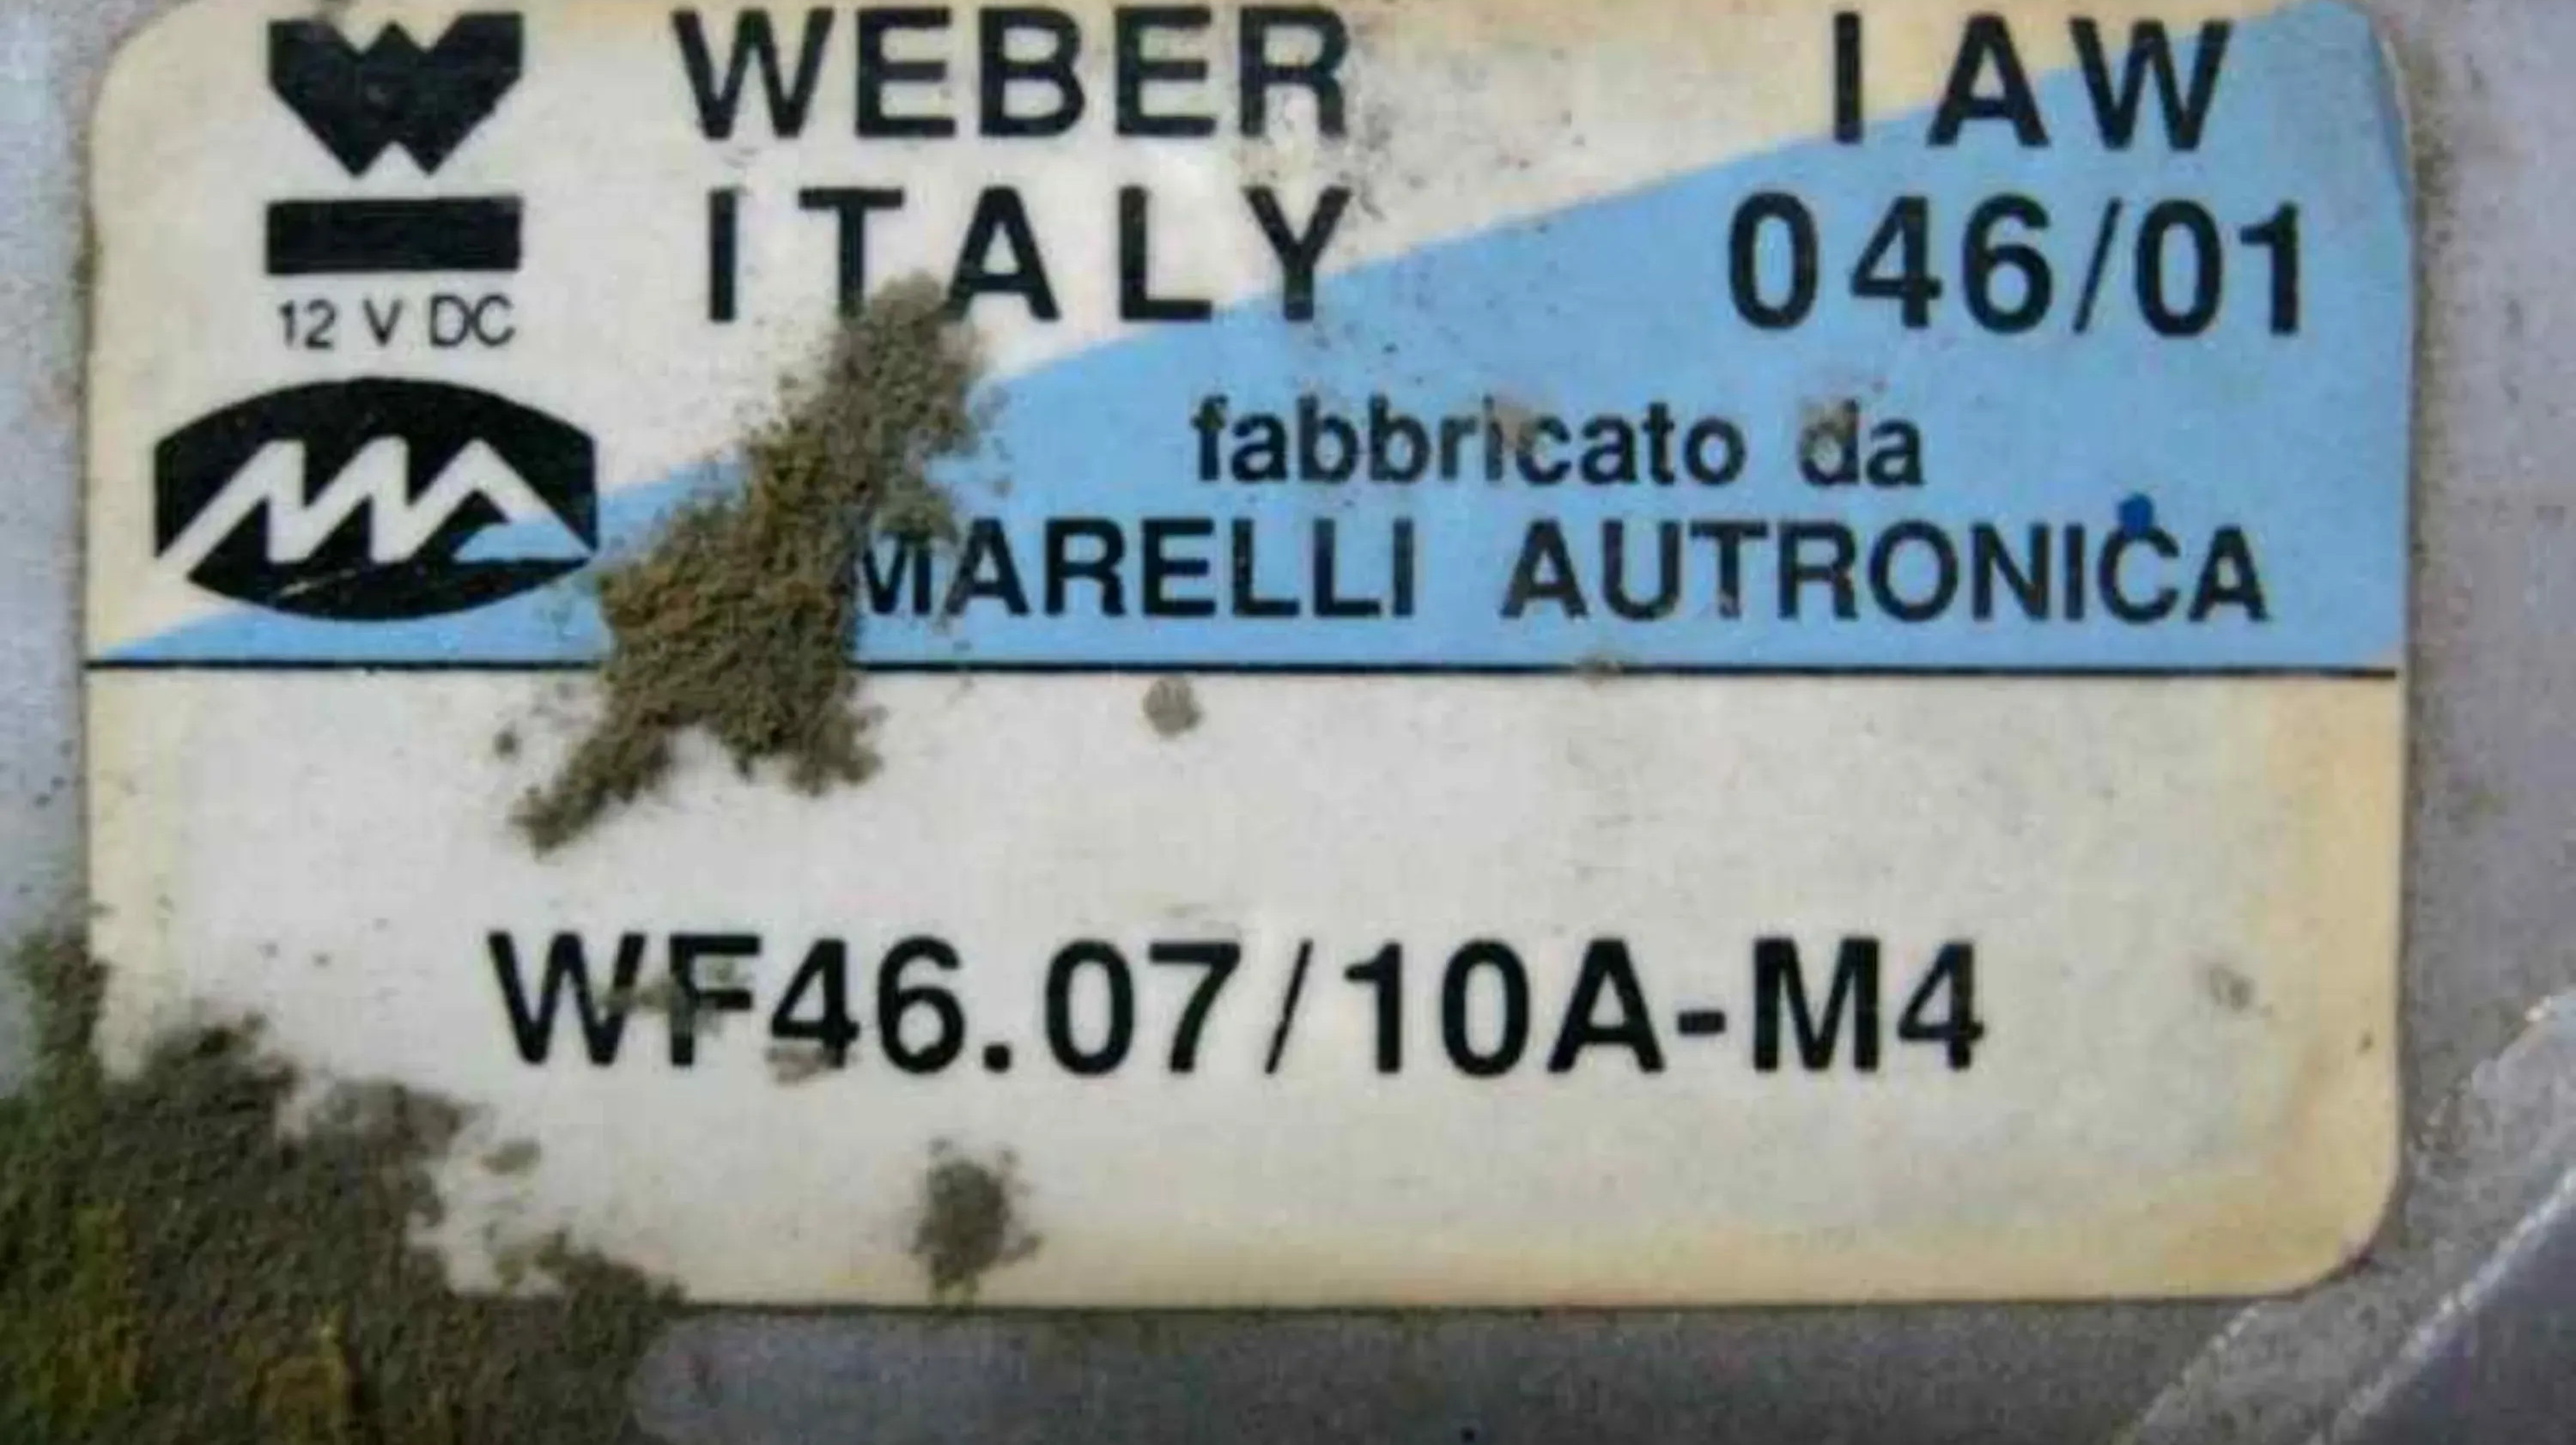 WEBER IAW
ITALY 046/01
12 V DC
fabbricato da
MARELLI AUTRONICA
WF46.07/10A-M4